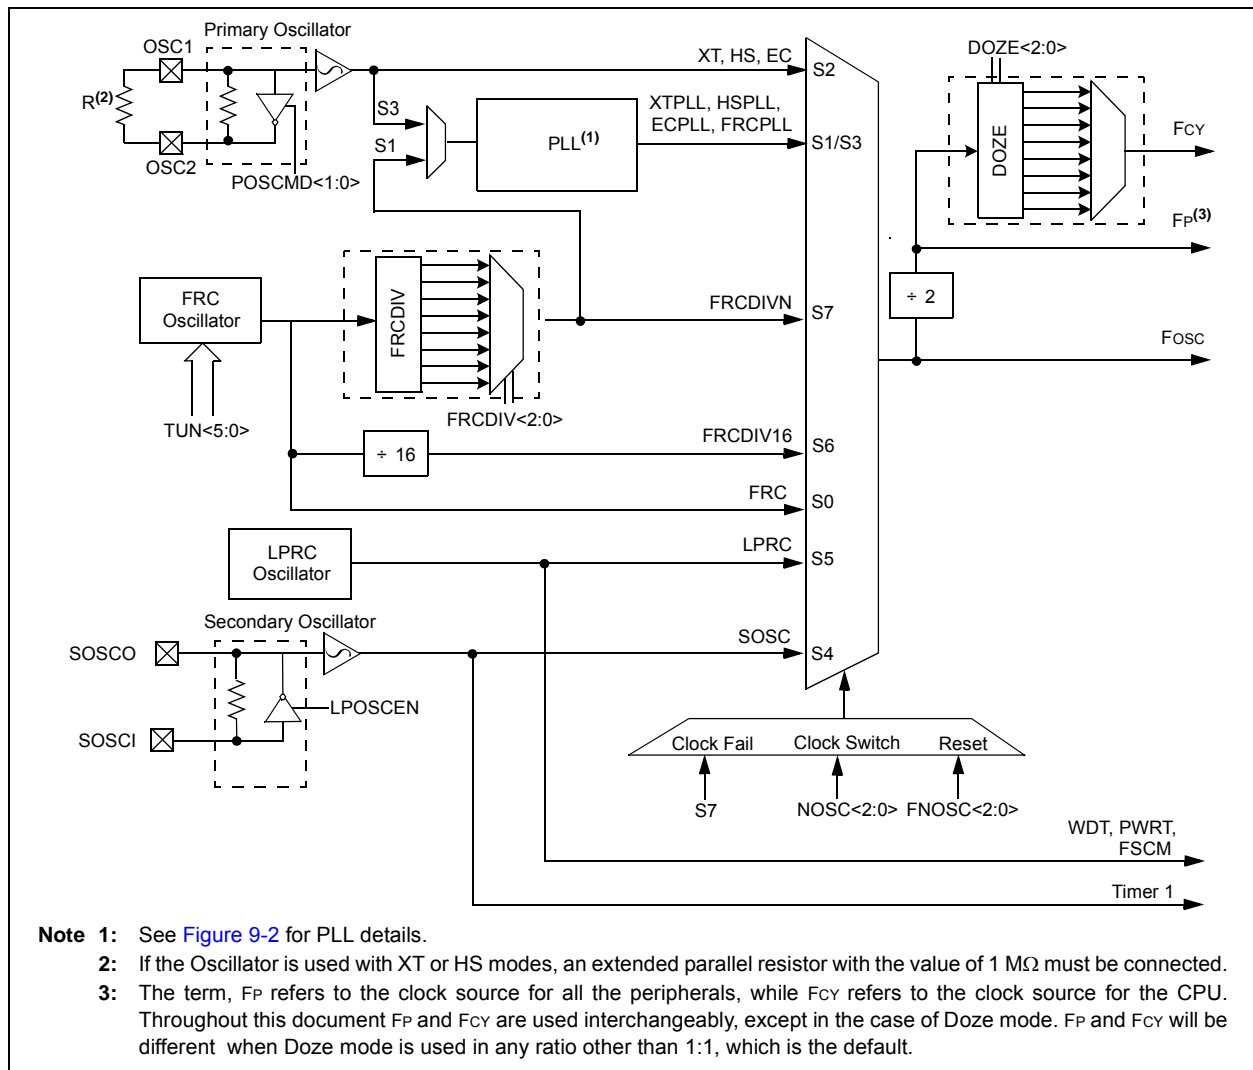 Primary Oscillator
OSC1
R(2)
OSC2
POSCMD<1:0>
S3
S1
PLL(1)
XT, HS, EC
XTPLL, HSPLL,
ECPLL, FRCPLL
S2
S1/S3
DOZE<2:0>
DOZE
FCY
FP(3)
÷ 2
FOSC
FRC
Oscillator
TUN<5:0>
FRCDIV
FRCDIV<2:0>
FRCDIVN
S7
÷ 16
FRCDIV16
S6
FRC
S0
LPRC
Oscillator
LPRC
S5
Secondary Oscillator
SOSCO
SOSCI
LPOSCEN
SOSC
S4
Clock Fail
Clock Switch
Reset
S7
NOSC<2:0>
FNOSC<2:0>
WDT, PWRT,
FSCM
Timer 1
Note 1: See Figure 9-2 for PLL details.
2: If the Oscillator is used with XT or HS modes, an extended parallel resistor with the value of 1 MΩ must be connected.
3: The term, FP refers to the clock source for all the peripherals, while FCY refers to the clock source for the CPU.
Throughout this document FP and FCY are used interchangeably, except in the case of Doze mode. FP and FCY will be
different when Doze mode is used in any ratio other than 1:1, which is the default.